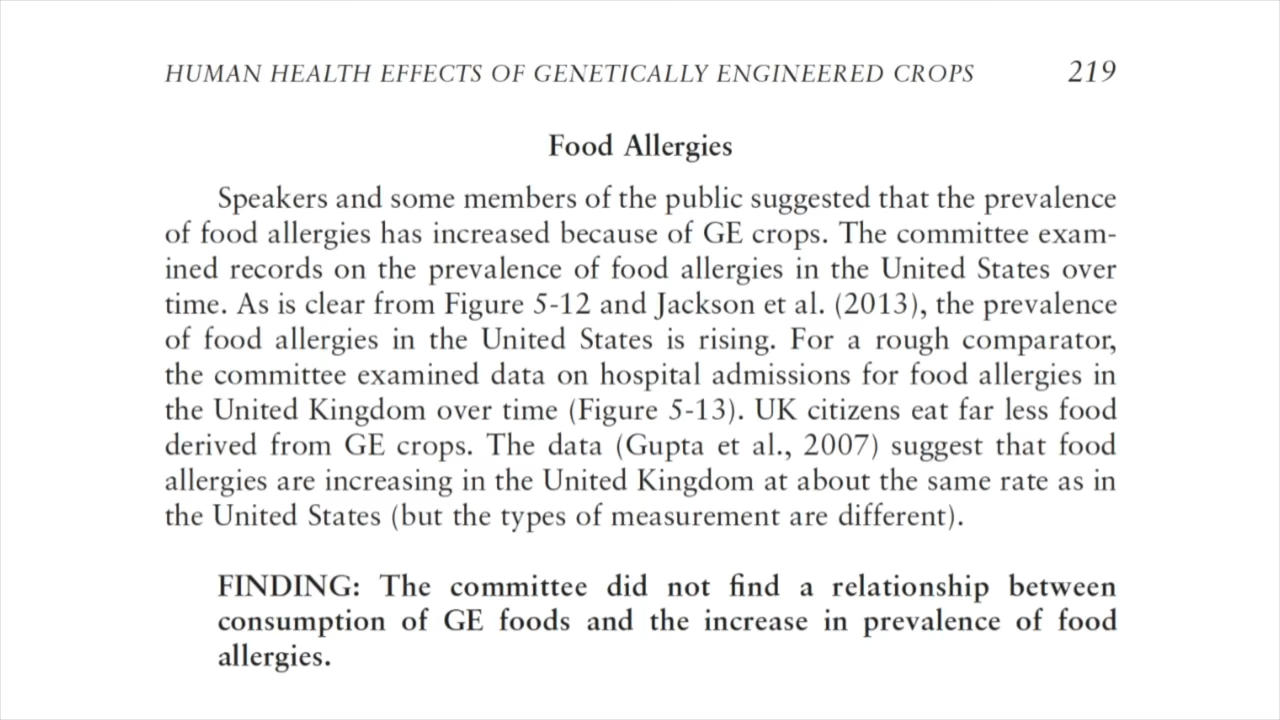 HUMAN HEALTH EFFECTS OF GENETICALLY ENGINEERED CROPS 219
Food Allergies
Speakers and some members of the public suggested that the prevalence
of food allergies has increased because of GE crops. The committee exam-
ined records on the prevalence of food allergies in the United States over
time. As is clear from Figure 5-12 and Jackson et al. (2013), the prevalence
of food allergies in the United States is rising. For a rough comparator,
the committee examined data on hospital admissions for food allergies in
the United Kingdom over time (Figure 5-13). UK citizens eat far less food
derived from GE crops. The data (Gupta et al., 2007) suggest that food
allergies are increasing in the United Kingdom at about the same rate as in
the United States (but the types of measurement are different).
FINDING: The committee did not find a relationship between
consumption of GE foods and the increase in prevalence of food
allergies.